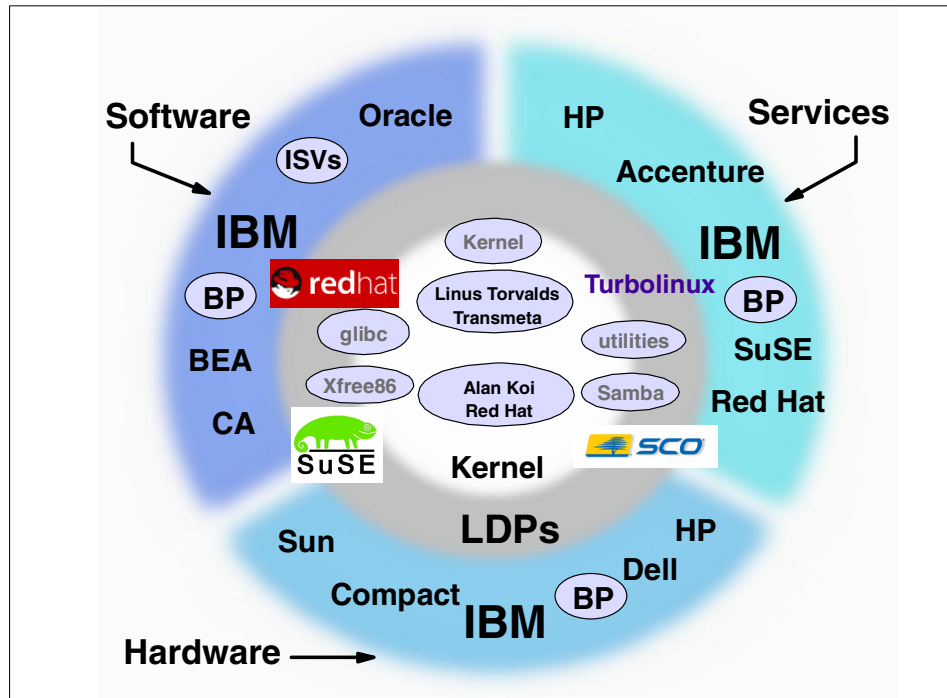 Software
Services
Oracle
ISVs
IBM
BP
BEA
CA
HP
Accenture
IBM
BP
SuSE
Red Hat
Kernel
redhat
Linus Torvalds
Transmeta
Turbolinux
glibc
utilities
Xfree86
Alan Koi
Red Hat
Samba
SuSE
SCO
Kernel
LDPs
Sun
HP
Dell
Compact
BP
IBM
Hardware